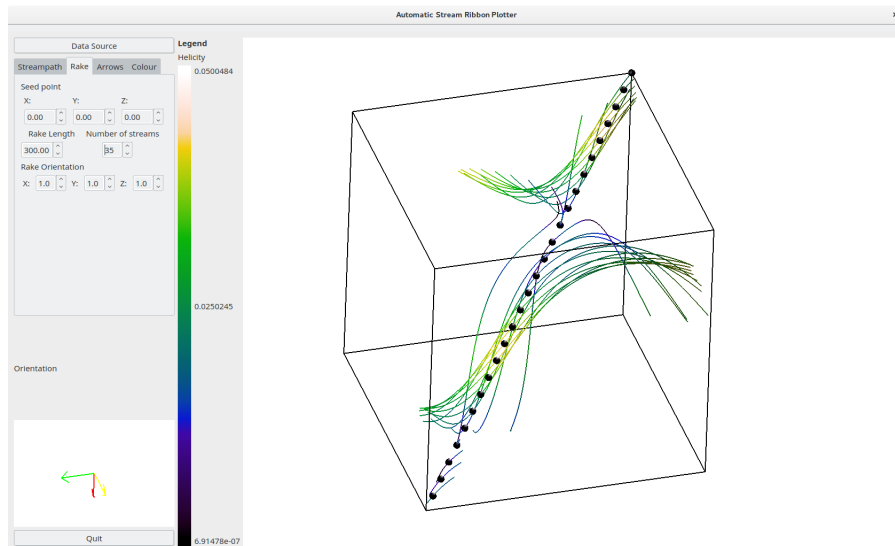 Automatic Stream Ribbon Plotter
x
Data Source
Streampath Rake Arrows Colour
Seed point
X: Y: Z:
0.00 0.00 0.00
Rake Length Number of streams
300.00 35
Rake Orientation
X: 1.0 Y: 1.0 Z: 1.0
Orientation
Quit
Legend
Helicity
0.0500484
0.0250245
6.91478e-07